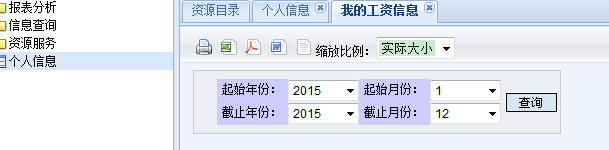 报表分析
信息查询
资源服务
个人信息
资源目录 个人信息 我的工资信息
缩放比例： 实际大小
起始年份： 2015 起始月份： 1
截止年份： 2015 截止月份： 12
查询